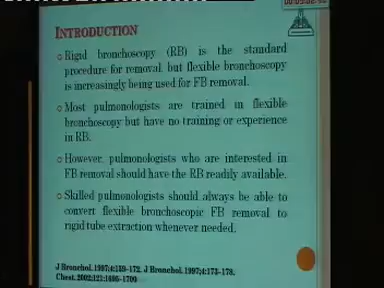 INTRODUCTION
Rigid bronchoscopy (RB) is the standard
procedure for removal, but flexible bronchoscopy
is increasingly being used for FB removal.
Most pulmonologists are trained in flexible
bronchoscopy but have no training or experience
in RB.
However, pulmonologists who are interested in
FB removal should have the RB readily available.
Skilled pulmonologists should always be able to
convert flexible bronchoscopic FB removal to
rigid tube extraction whenever needed.
J Bronchol. 1997;4:159–172. J Bronchol. 1997;4:173–178.
Chest. 2002;121:1695–1700